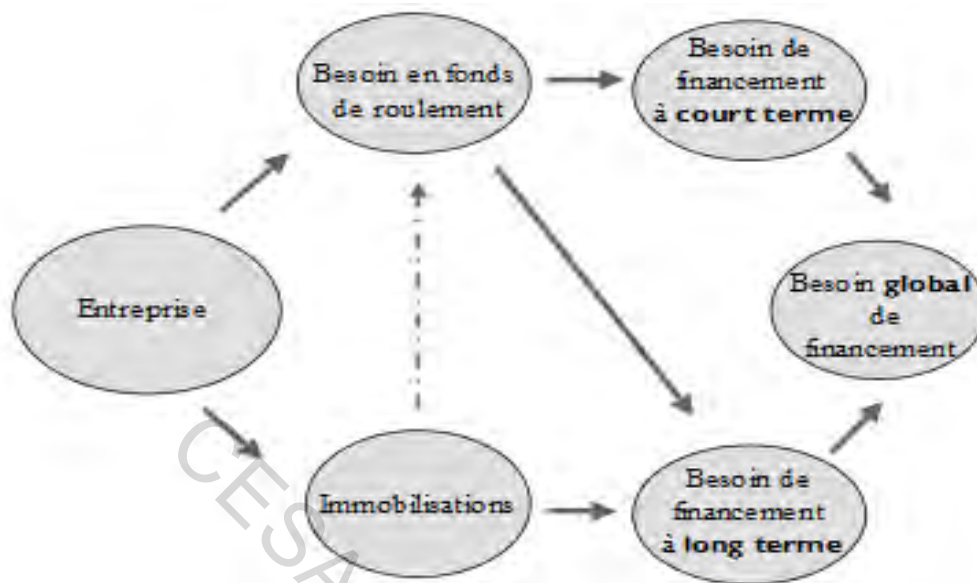 Besoin en fonds
de roulement
Besoin de
financement
à court terme
Entreprise
Besoin global
de
financement
Immobilisations
Besoin de
financement
à long terme
CESA